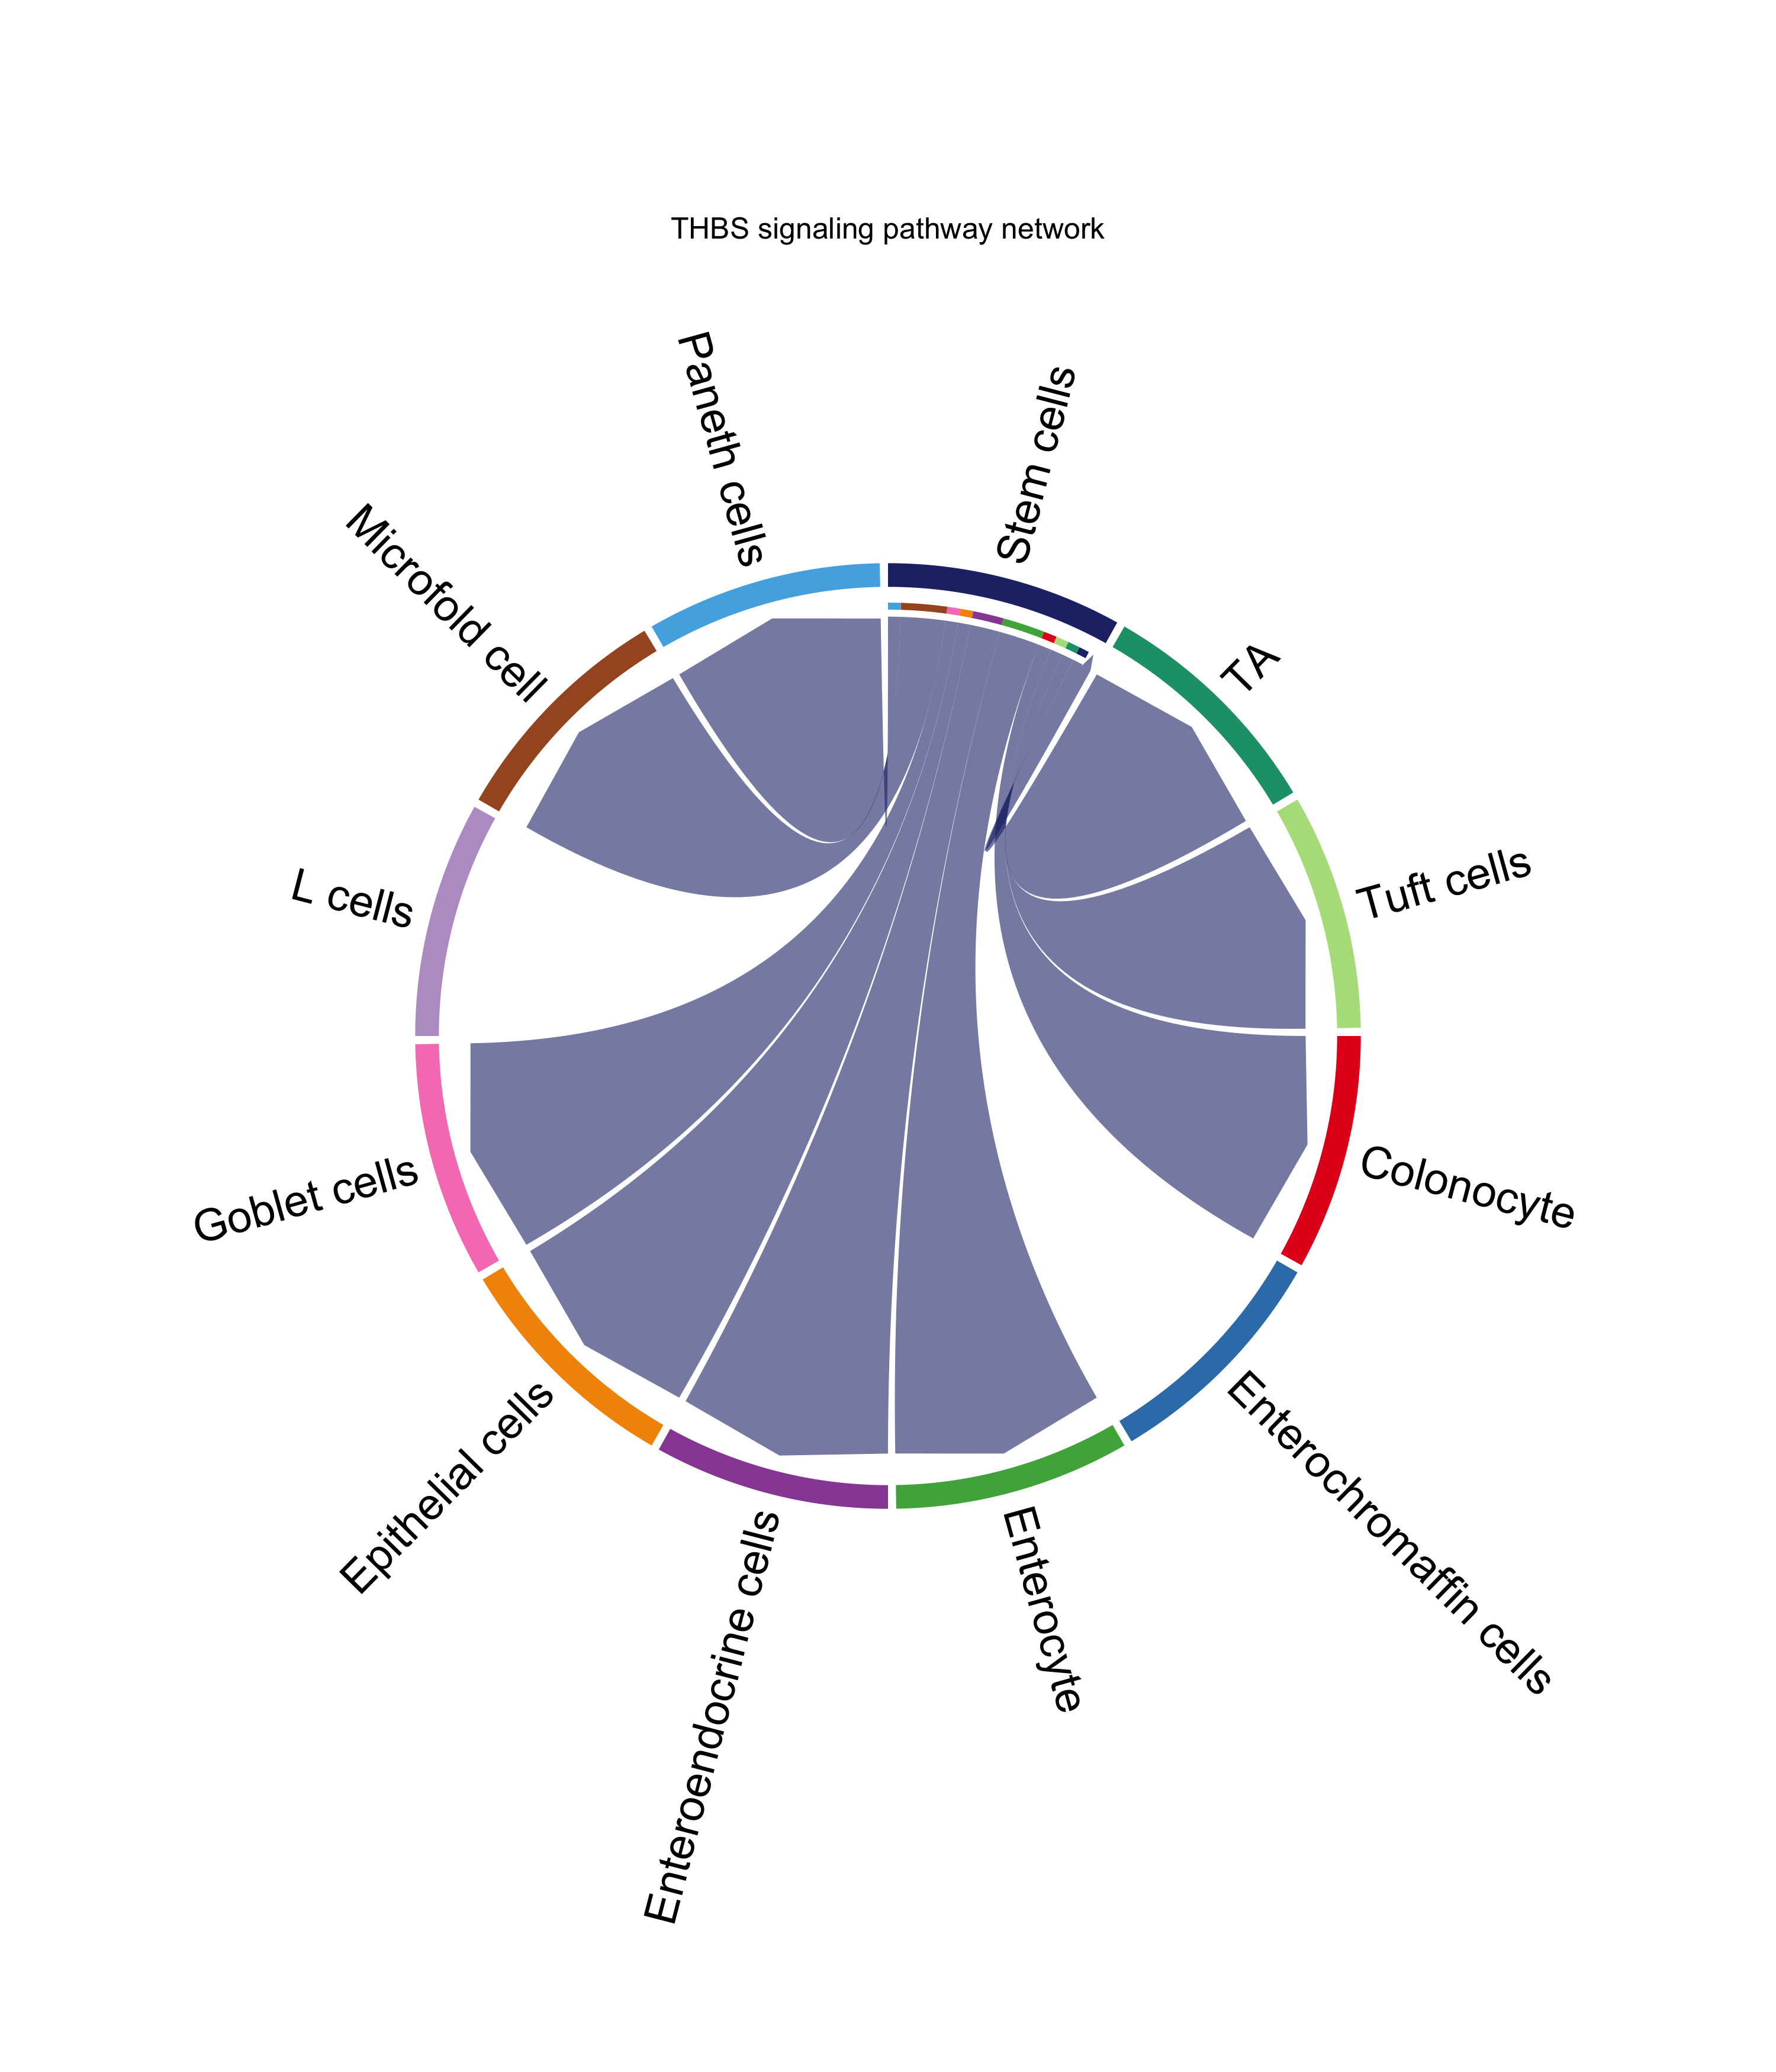 THBS signaling pathway network
Paneth cells
Stem cells
Microfold cell
TA
L cells
Tuft cells
Goblet cells
Colonocyte
Epithelial cells
Enterochromaffin cells
Enteroendocrine cells
Enterocyte